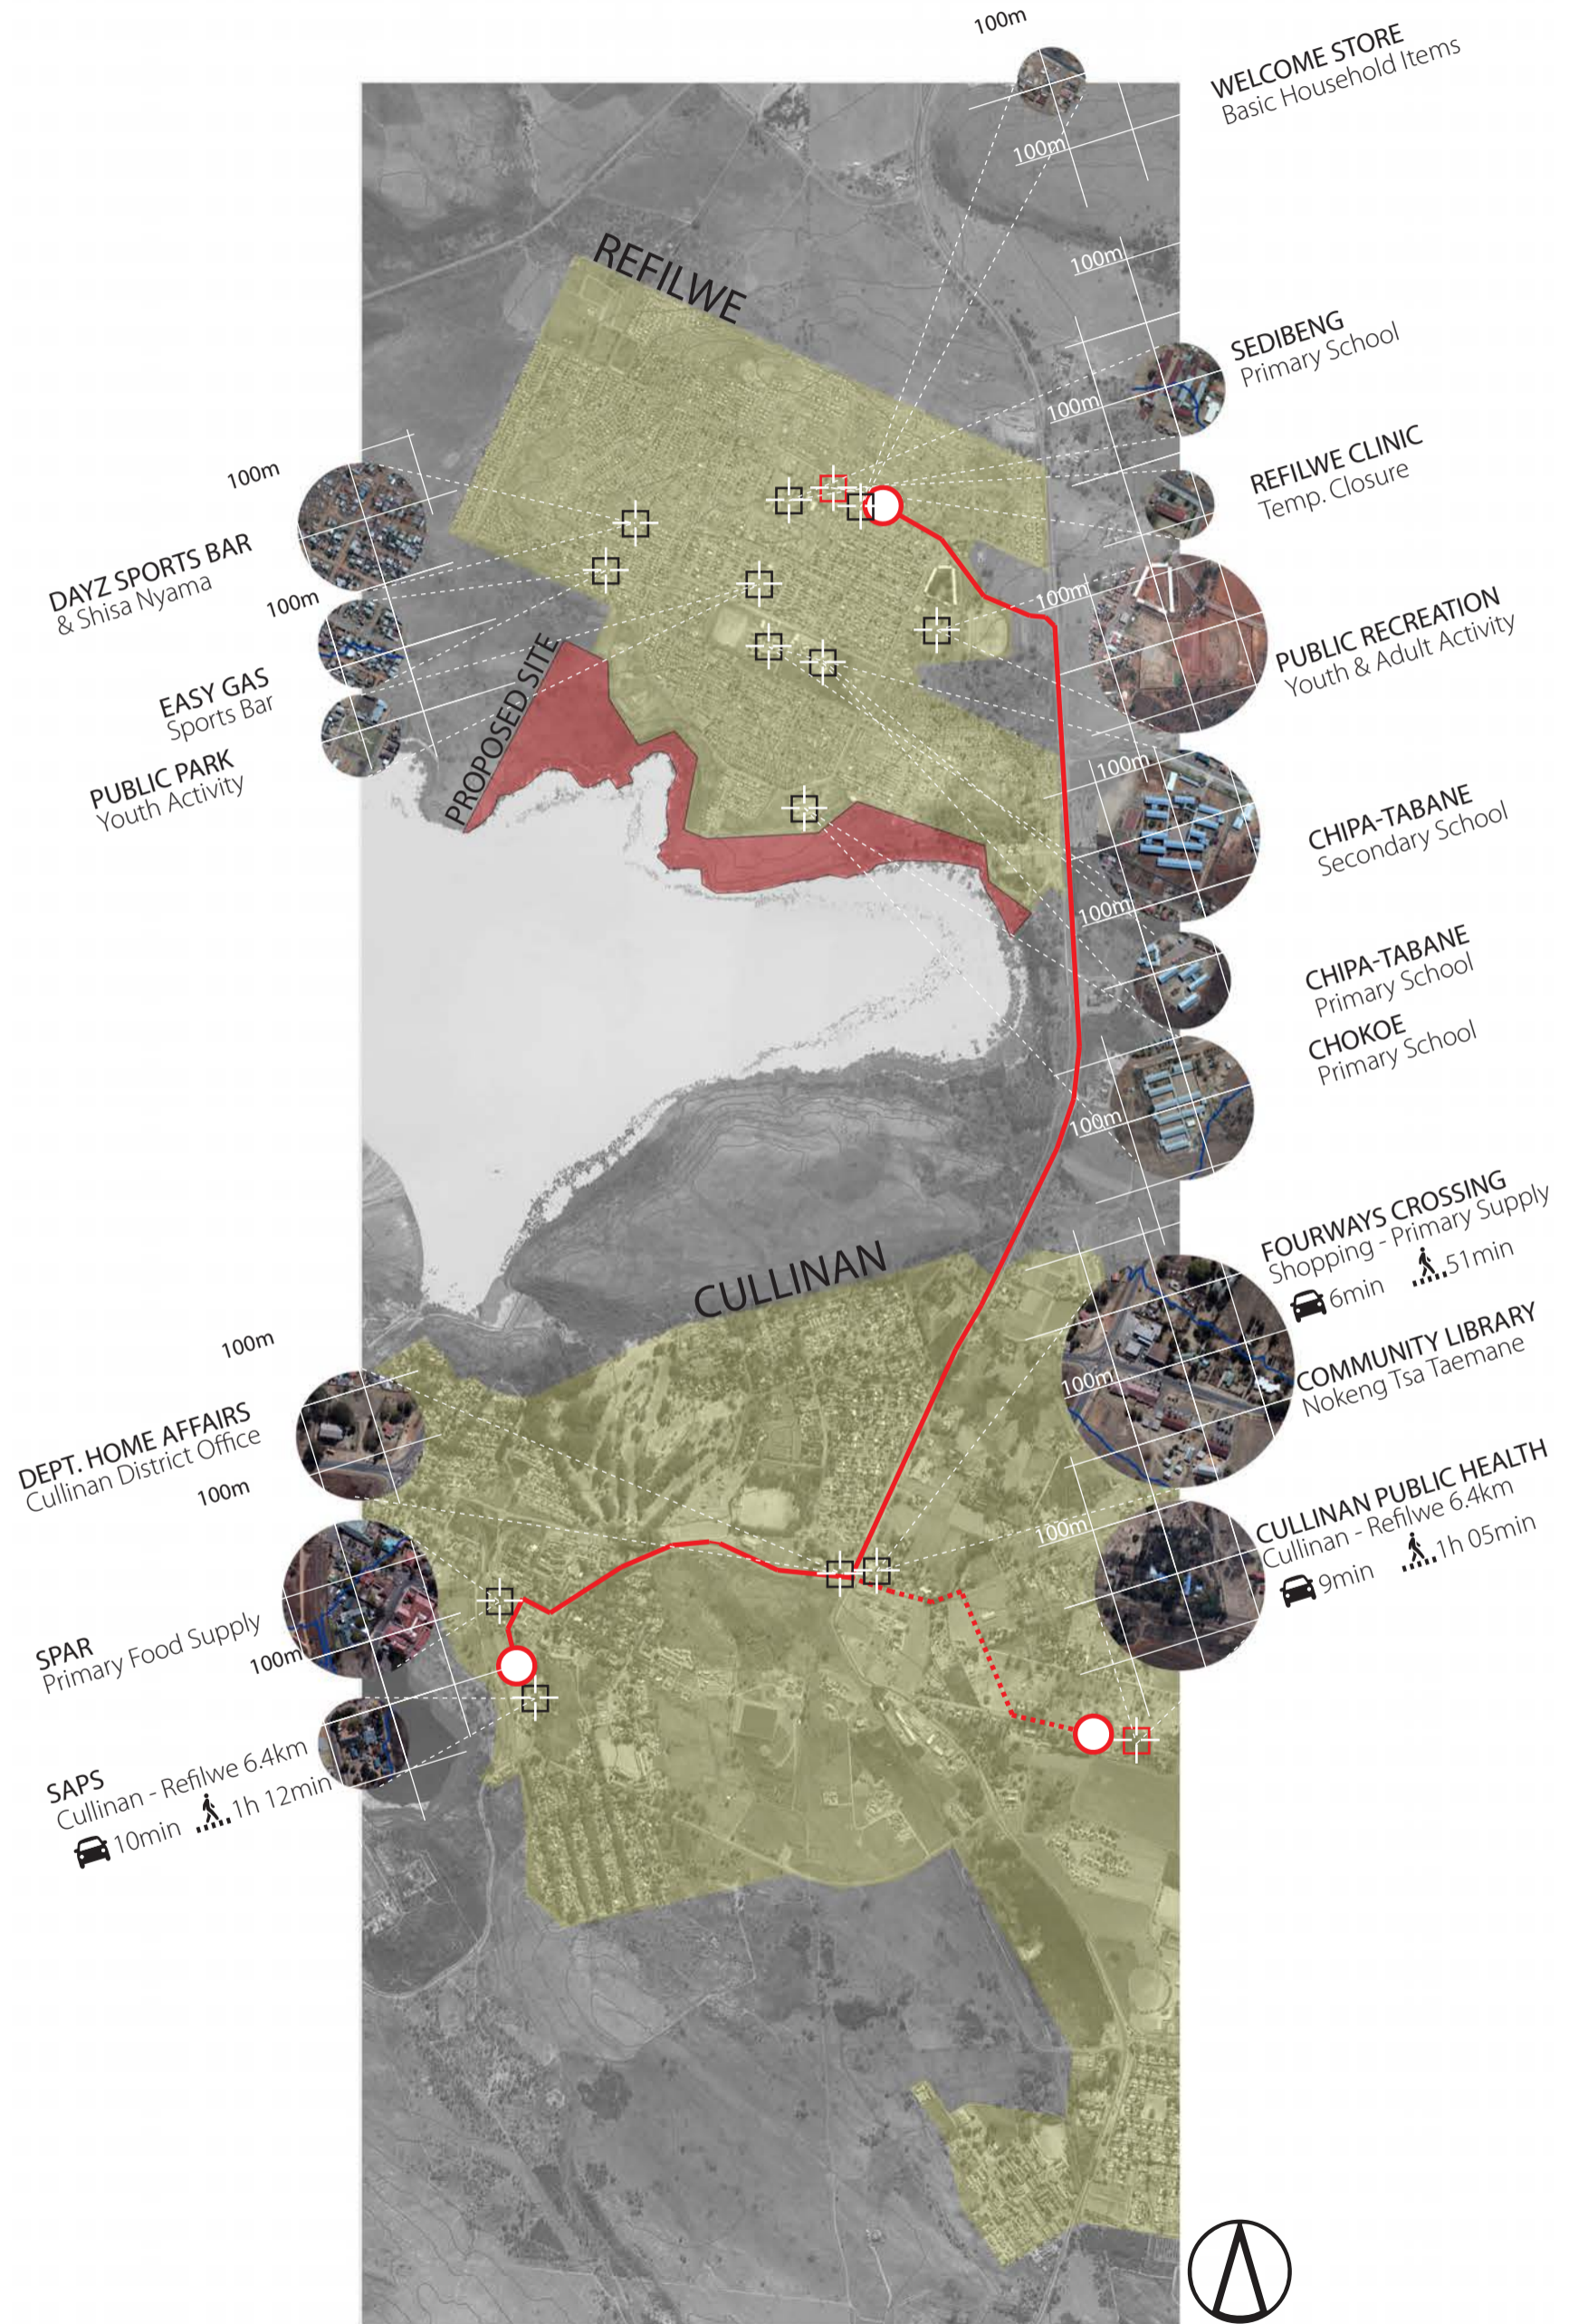 100m
WELCOME STORE
Basic Household Items
100m
REFILWE
100m
SEDIBENG
Primary School
100m
REFILWE CLINIC
Temp. Closure
100m
DAYZ SPORTS BAR
& Shisa Nyama
100m
PUBLIC RECREATION
Youth & Adult Activity
100m
EASY GAS
Sports Bar
PROPOSED SITE
PUBLIC PARK
Youth Activity
100m
CHIPA-TABANE
Secondary School
100m
CHIPA-TABANE
Primary School
CHOKOE
Primary School
100m
FOURWAYS CROSSING
Shopping - Primary Supply
6min 51min
CULLINAN
100m
COMMUNITY LIBRARY
Nokeng Tsa Taemane
100m
DEPT. HOME AFFAIRS
Cullinan District Office
100m
CULLINAN PUBLIC HEALTH
Cullinan - Refilwe 6.4km
9min 1h 05min
100m
SPAR
Primary Food Supply
100m
SAPS
Cullinan - Refilwe 6.4km
10min 1h 12min